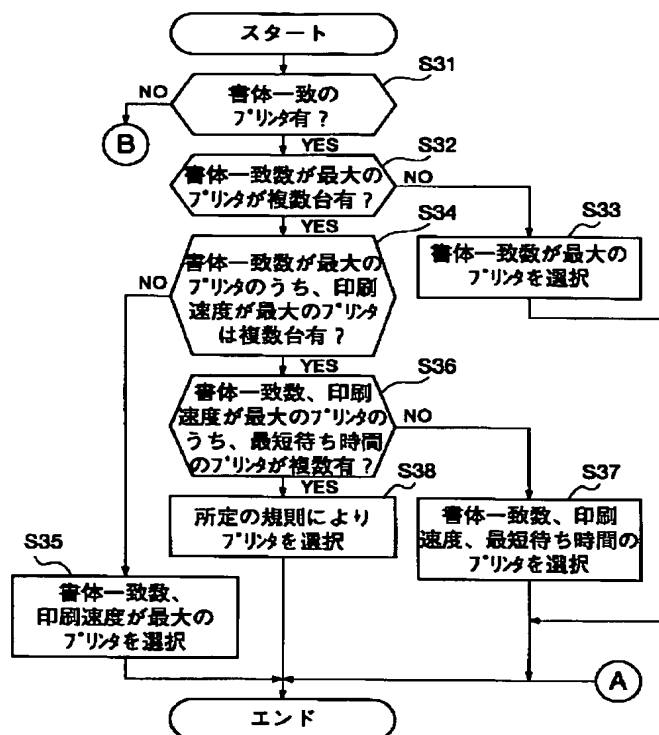 スタート
S31
書体一致の
プリンタ有？
NO
B
YES
S32
書体一致数が最大の
プリンタが複数台有？
NO
YES
S33
書体一致数が最大の
プリンタを選択
S34
書体一致数が最大の
プリンタのうち、印刷
速度が最大のプリンタ
は複数台有？
NO
YES
S36
書体一致数、印刷
速度が最大のプリンタの
うち、最短待ち時間
のプリンタが複数有？
NO
YES
S38
所定の規則により
プリンタを選択
S37
書体一致数、印刷
速度、最短待ち時間の
プリンタを選択
S35
書体一致数、
印刷速度が最大の
プリンタを選択
A
エンド